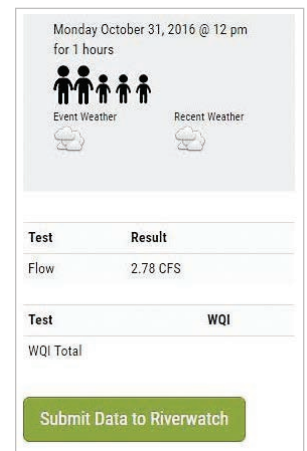 Monday October 31, 2016 @ 12 pm
for 1 hours
Event Weather Recent Weather
Test Result
Flow 2.78 CFS
Test WQI
WQI Total
Submit Data to Riverwatch